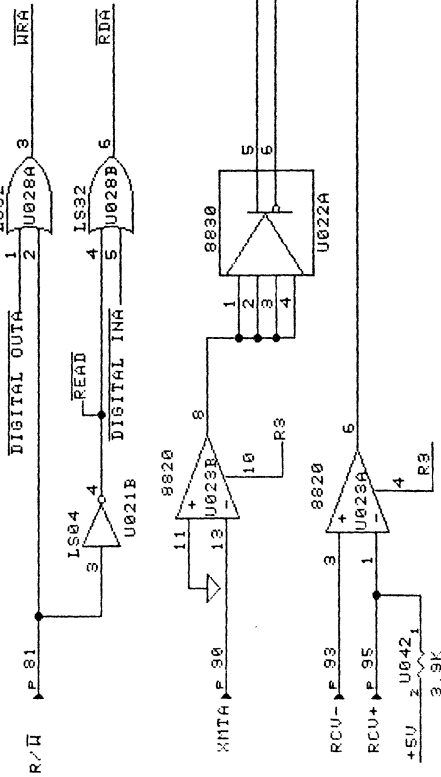 WRA
RDA
3
6
U028A
LS32
U028B
1
2
4
5
DIGITAL OUTA
READ
DIGITAL INA
LS04
3
4
U021B
R/W
P 81
8830
5
6
U022A
1
2
3
4
8820
8
+
-
U023B
11
13
10
R3
XMTA
P 90
8820
6
+
-
U023A
3
1
4
R3
RCV-
P 93
RCV+
P 95
+5V
2
U042
1
3.9K